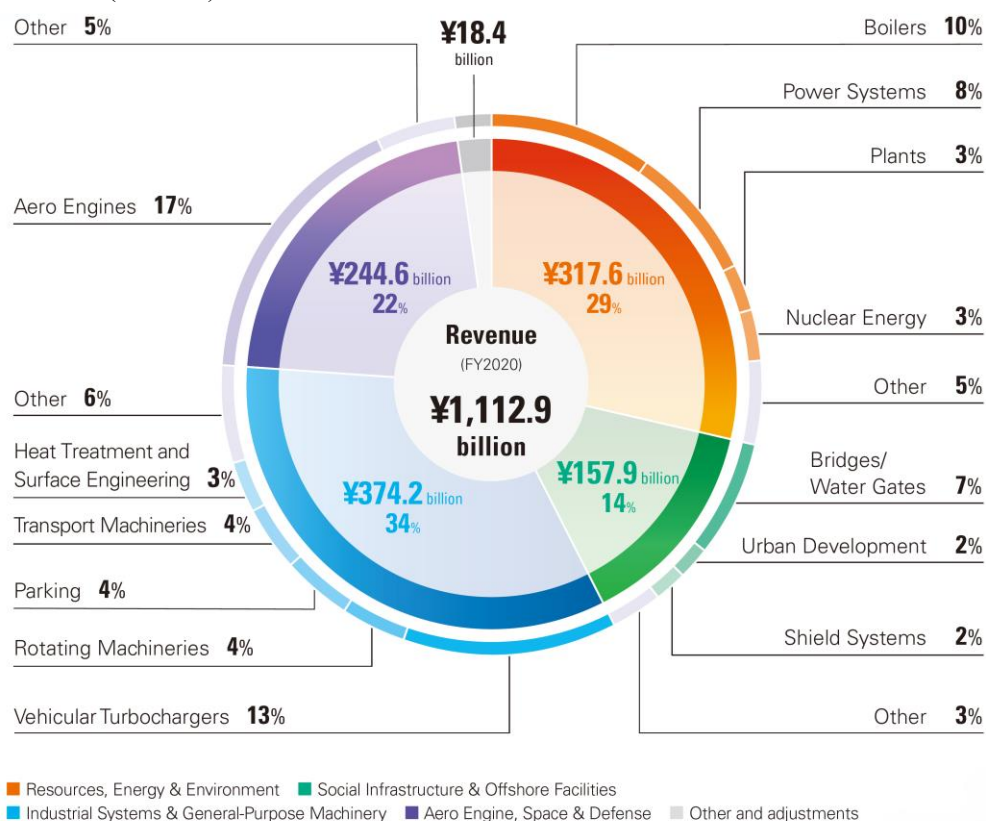 Other 5%
¥18.4
billion
Boilers 10%
Power Systems 8%
Plants 3%
Aero Engines 17%
¥244.6 billion
22%
¥317.6 billion
29%
Revenue
(FY2020)
¥1,112.9
billion
Nuclear Energy 3%
Other 5%
Other 6%
Heat Treatment and
Surface Engineering 3%
¥374.2 billion
34%
¥157.9 billion
14%
Bridges/
Water Gates 7%
Transport Machineries 4%
Urban Development 2%
Parking 4%
Rotating Machineries 4%
Shield Systems 2%
Vehicular Turbochargers 13%
Other 3%
Resources, Energy & Environment Social Infrastructure & Offshore Facilities
Industrial Systems & General-Purpose Machinery Aero Engine, Space & Defense Other and adjustments